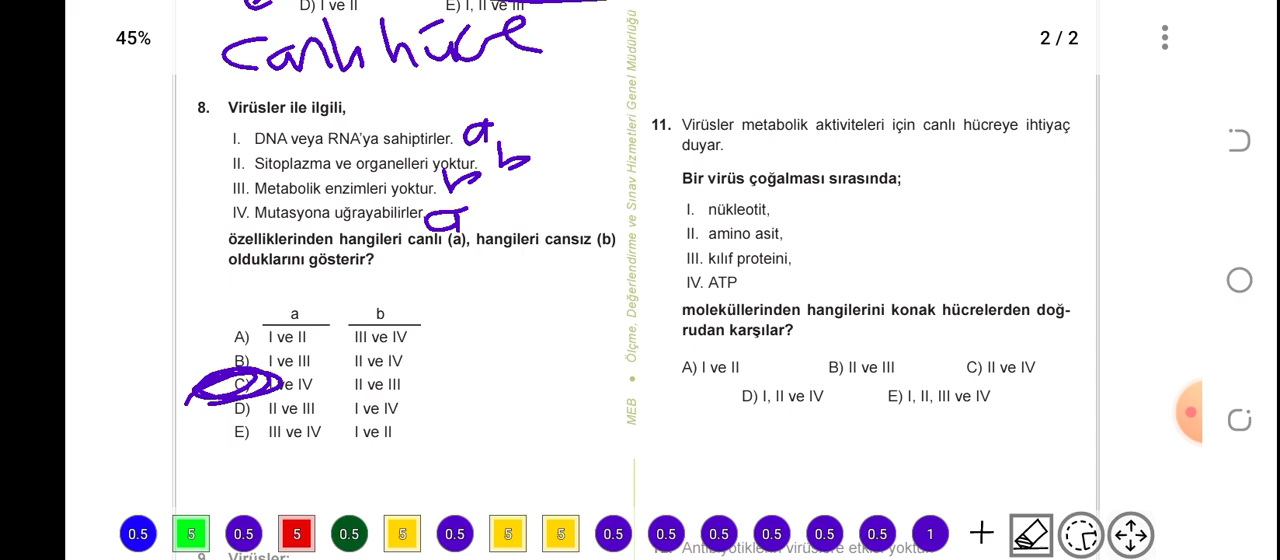 D) I ve II E) I, II ve III
45%
canlı hücre
2 / 2
8. Virüsler ile ilgili,
I. DNA veya RNA'ya sahiptirler. a
II. Sitoplazma ve organelleri yoktur. b
III. Metabolik enzimleri yoktur. b
IV. Mutasyona uğrayabilirler. a
özelliklerinden hangileri canlı (a), hangileri cansız (b)
olduklarını gösterir?
a b
A) I ve II III ve IV
B) I ve III II ve IV
C) I ve IV II ve III
D) II ve III I ve IV
E) III ve IV I ve II
9. Virüsler;
MEB • Ölçme, Değerlendirme ve Sınav Hizmetleri Genel Müdürlüğü
11. Virüsler metabolik aktiviteleri için canlı hücreye ihtiyaç
duyar.
Bir virüs çoğalması sırasında;
I. nükleotit,
II. amino asit,
III. kılıf proteini,
IV. ATP
moleküllerinden hangilerini konak hücrelerden doğ-
rudan karşılar?
A) I ve II B) II ve III C) II ve IV
D) I, II ve IV E) I, II, III ve IV
12. Antibiyotiklerin virüslere etkisi yoktur.
0.5 5 0.5 5 0.5 5 0.5 5 5 0.5 0.5 0.5 0.5 0.5 0.5 1